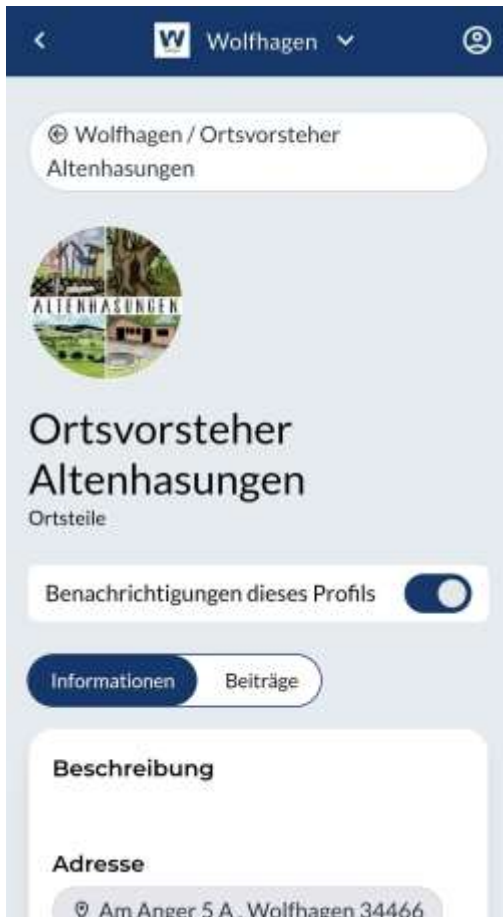 W Wolfhagen
Wolfhagen / Ortsvorsteher
Altenhasungen
ALTENHASUNGEN
Ortsvorsteher
Altenhasungen
Ortsteile
Benachrichtigungen dieses Profils
Informationen Beiträge
Beschreibung
Adresse
Am Anger 5 A , Wolfhagen 34466